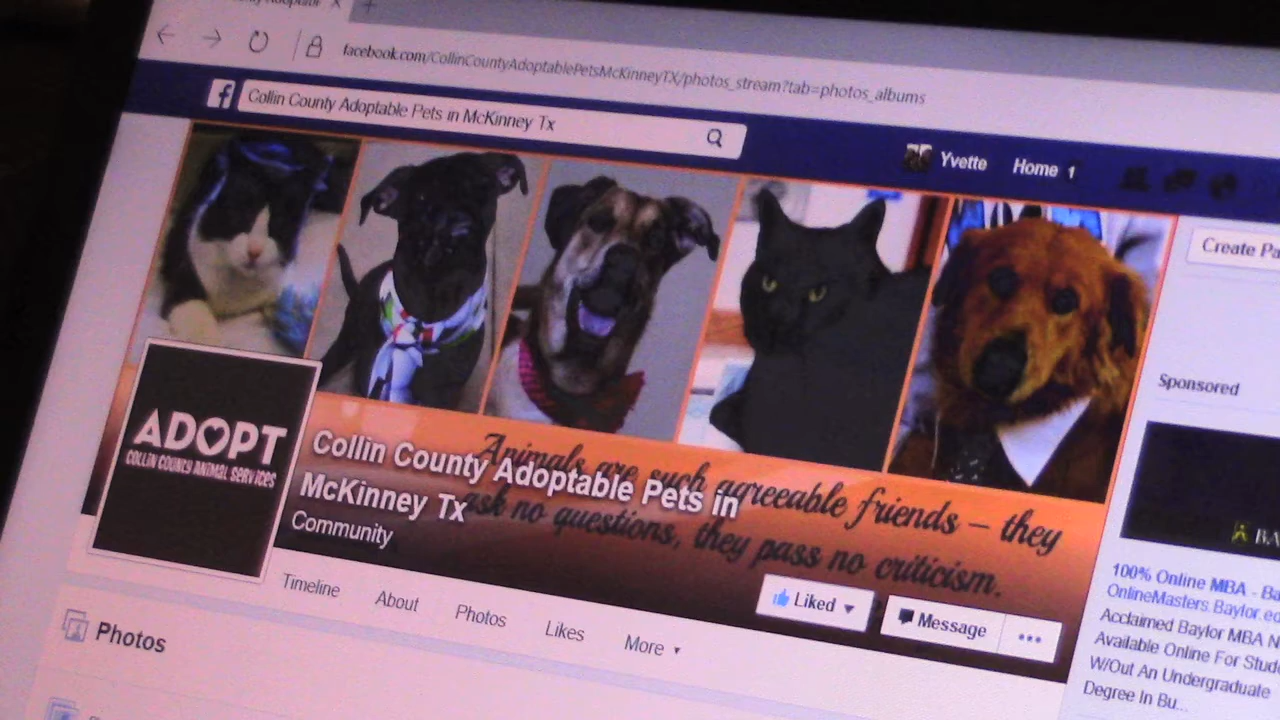 facebook.com/CollinCountyAdoptablePetsMcKinneyTX/photos_stream?tab=photos_albums
f
Collin County Adoptable Pets in McKinney Tx
Yvette
Home 1
Create Pa
ADOPT
COLLIN COUNTY ANIMAL SERVICES
Collin County Adoptable Pets in
McKinney Tx
Community
Animals are such agreeable friends – they
ask no questions, they pass no criticism.
Liked
Message
Timeline
About
Photos
Likes
More
Photos
Sponsored
BA
100% Online MBA - Ba
OnlineMasters.Baylor.ed
Acclaimed Baylor MBA N
Available Online For Stude
W/Out An Undergraduate
Degree In Bu...